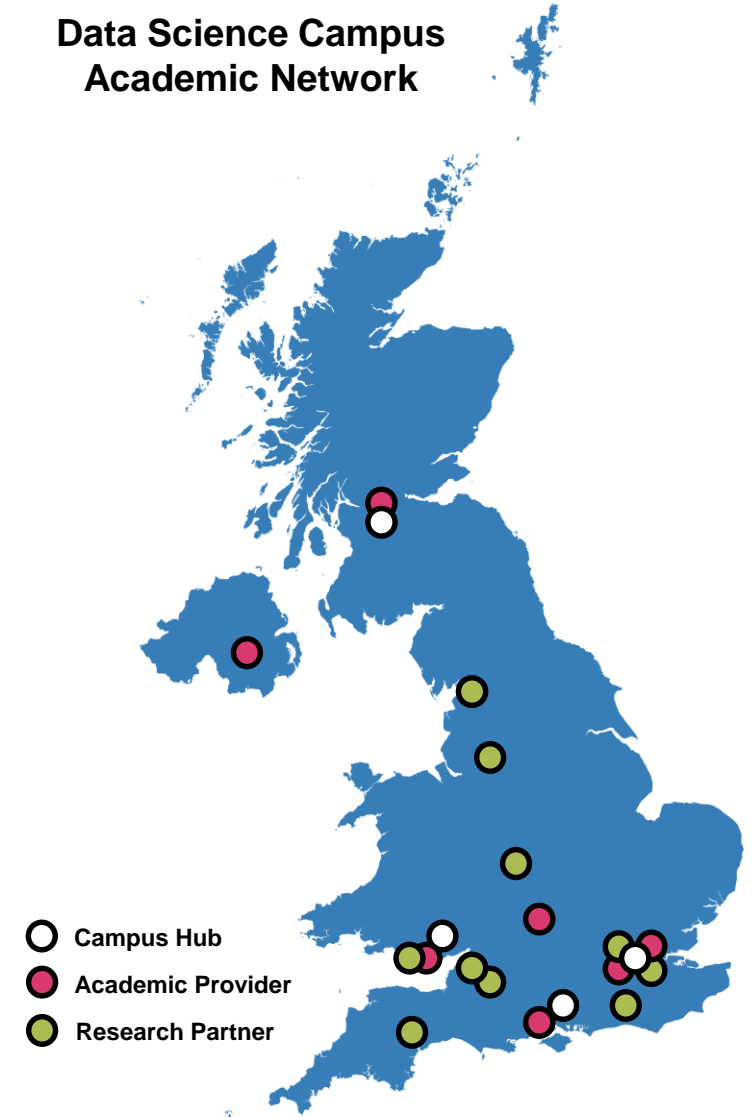 Data Science Campus
Academic Network
Campus Hub
Academic Provider
Research Partner